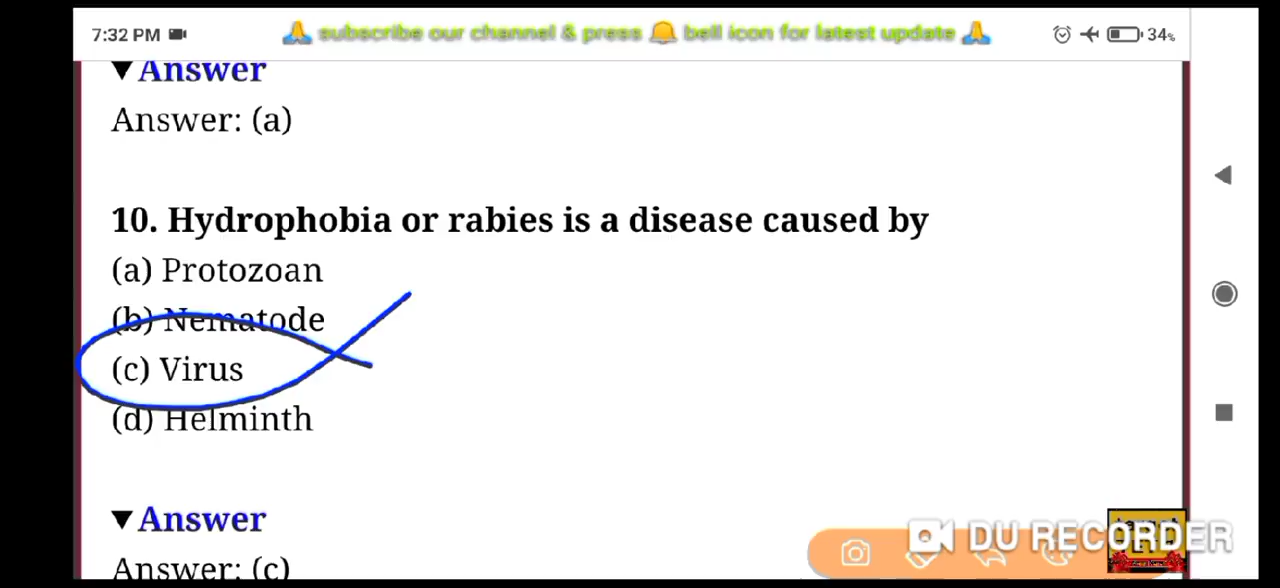 7:32 PM 🙏 subscribe our channel & press 🔔 bell icon for latest update 🙏 34%
▼ Answer
Answer: (a)
10. Hydrophobia or rabies is a disease caused by
(a) Protozoan
(b) Nematode
(c) Virus
(d) Helminth
▼ Answer
DU RECORDER
Answer: (c)